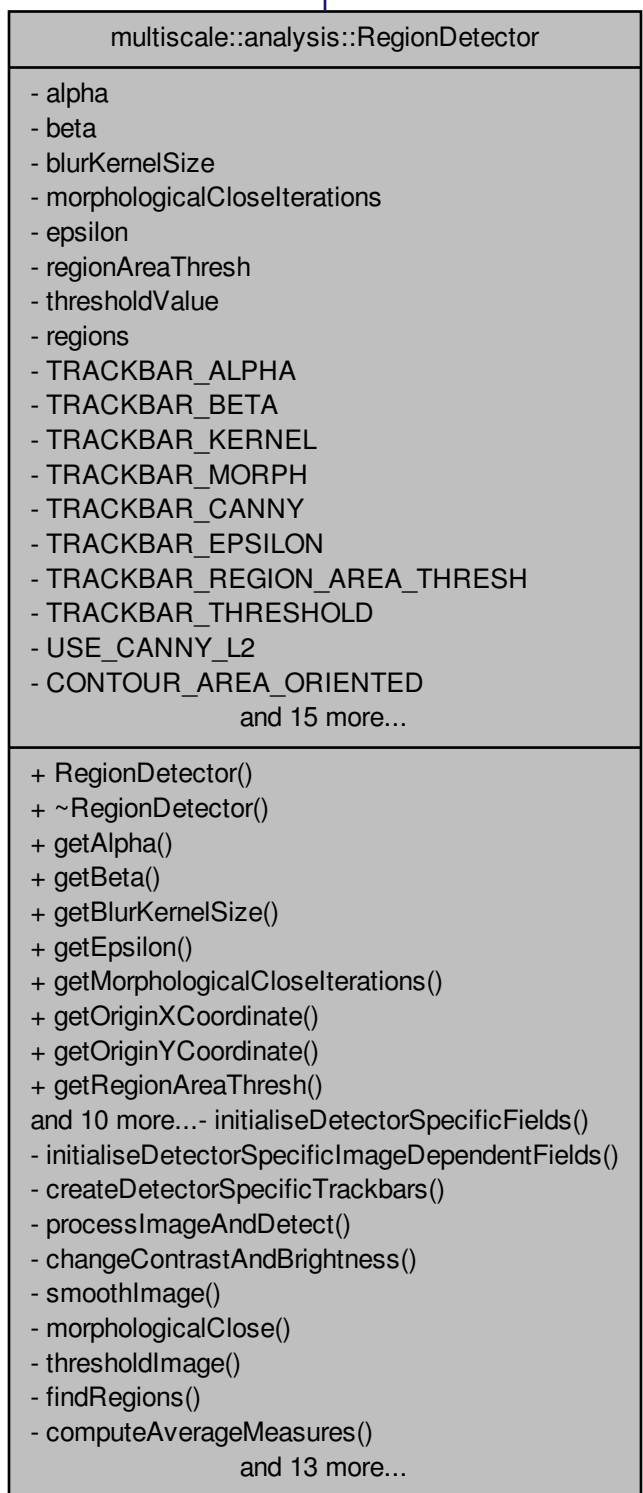 multiscale::analysis::RegionDetector
- alpha
- beta
- blurKernelSize
- morphologicalCloseIterations
- epsilon
- regionAreaThresh
- thresholdValue
- regions
- TRACKBAR_ALPHA
- TRACKBAR_BETA
- TRACKBAR_KERNEL
- TRACKBAR_MORPH
- TRACKBAR_CANNY
- TRACKBAR_EPSILON
- TRACKBAR_REGION_AREA_THRESH
- TRACKBAR_THRESHOLD
- USE_CANNY_L2
- CONTOUR_AREA_ORIENTED
and 15 more...
+ RegionDetector()
+ ~RegionDetector()
+ getAlpha()
+ getBeta()
+ getBlurKernelSize()
+ getEpsilon()
+ getMorphologicalCloseIterations()
+ getOriginXCoordinate()
+ getOriginYCoordinate()
+ getRegionAreaThresh()
and 10 more...- initialiseDetectorSpecificFields()
- initialiseDetectorSpecificImageDependentFields()
- createDetectorSpecificTrackbars()
- processImageAndDetect()
- changeContrastAndBrightness()
- smoothImage()
- morphologicalClose()
- thresholdImage()
- findRegions()
- computeAverageMeasures()
and 13 more...